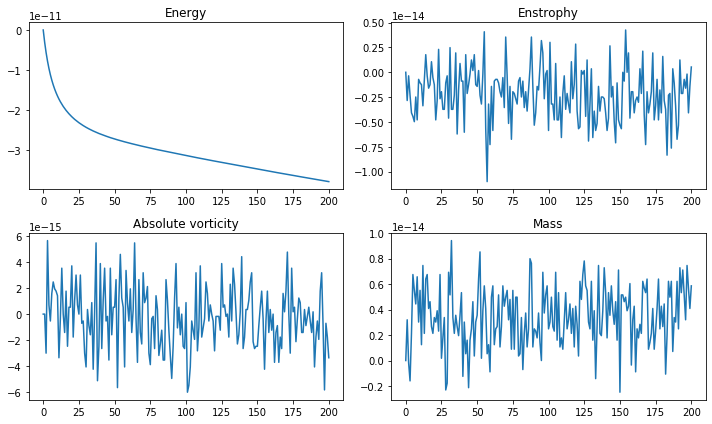 Energy
1e−11
0
−1
−2
−3
0 25 50 75 100 125 150 175 200
Enstrophy
1e−14
0.50
0.25
0.00
−0.25
−0.50
−0.75
−1.00
0 25 50 75 100 125 150 175 200
Absolute vorticity
1e−15
6
4
2
0
−2
−4
−6
0 25 50 75 100 125 150 175 200
Mass
1e−14
1.0
0.8
0.6
0.4
0.2
0.0
−0.2
0 25 50 75 100 125 150 175 200